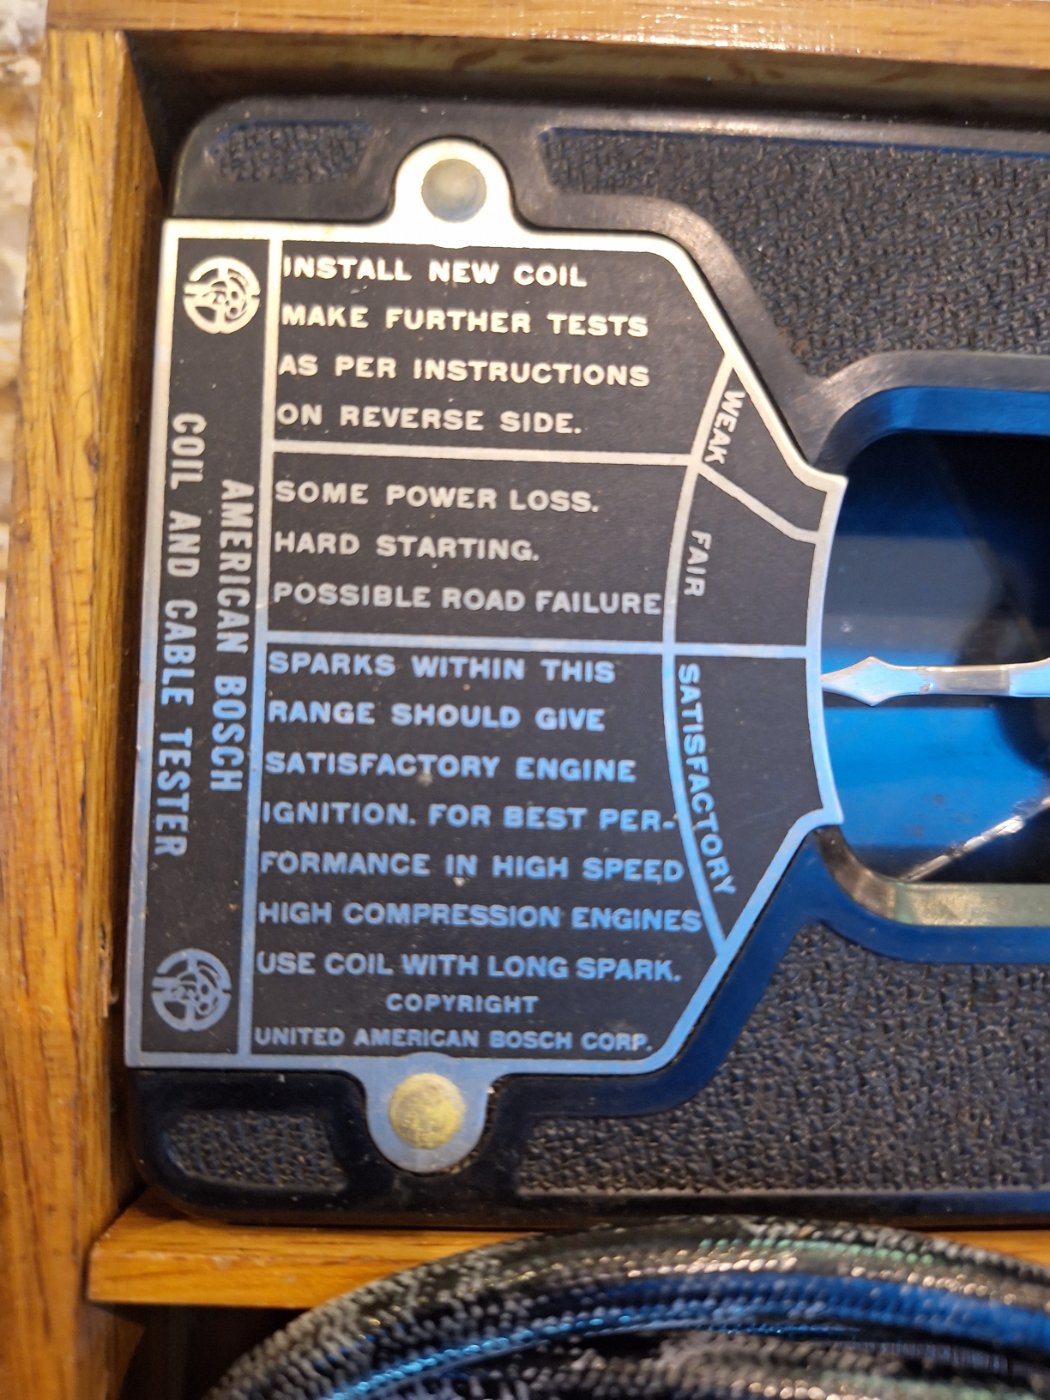 AMERICAN BOSCH
COIL AND CABLE TESTER
INSTALL NEW COIL
MAKE FURTHER TESTS
AS PER INSTRUCTIONS
ON REVERSE SIDE.
WEAK
SOME POWER LOSS.
HARD STARTING.
POSSIBLE ROAD FAILURE
FAIR
SPARKS WITHIN THIS
RANGE SHOULD GIVE
SATISFACTORY ENGINE
IGNITION. FOR BEST PER-
FORMANCE IN HIGH SPEED
HIGH COMPRESSION ENGINES
USE COIL WITH LONG SPARK.
SATISFACTORY
COPYRIGHT
UNITED AMERICAN BOSCH CORP.